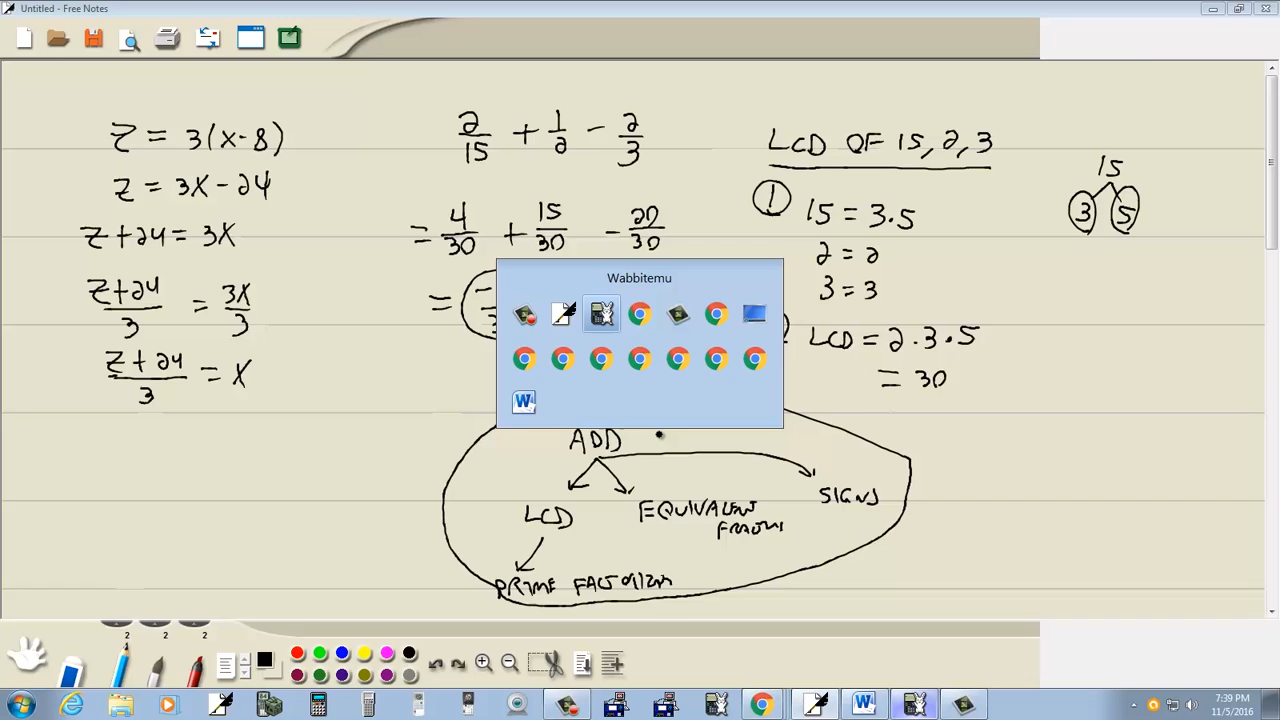 Untitled - Free Notes
z = 3(x-8)
z = 3x - 24
z+24 = 3x
z+24/3 = 3x/3
z+24/3 = x
2/15 + 1/2 - 2/3
= 4/30 + 15/30 - 20/30
=
LCD OF 15, 2, 3
1
15 = 3·5
2 = 2
3 = 3
LCD = 2·3·5
= 30
15
3 5
Wabbitemu
ADD
LCD
EQUIVALENT
SIGNS
PRIME
2 2 2
7:39 PM
11/5/2016